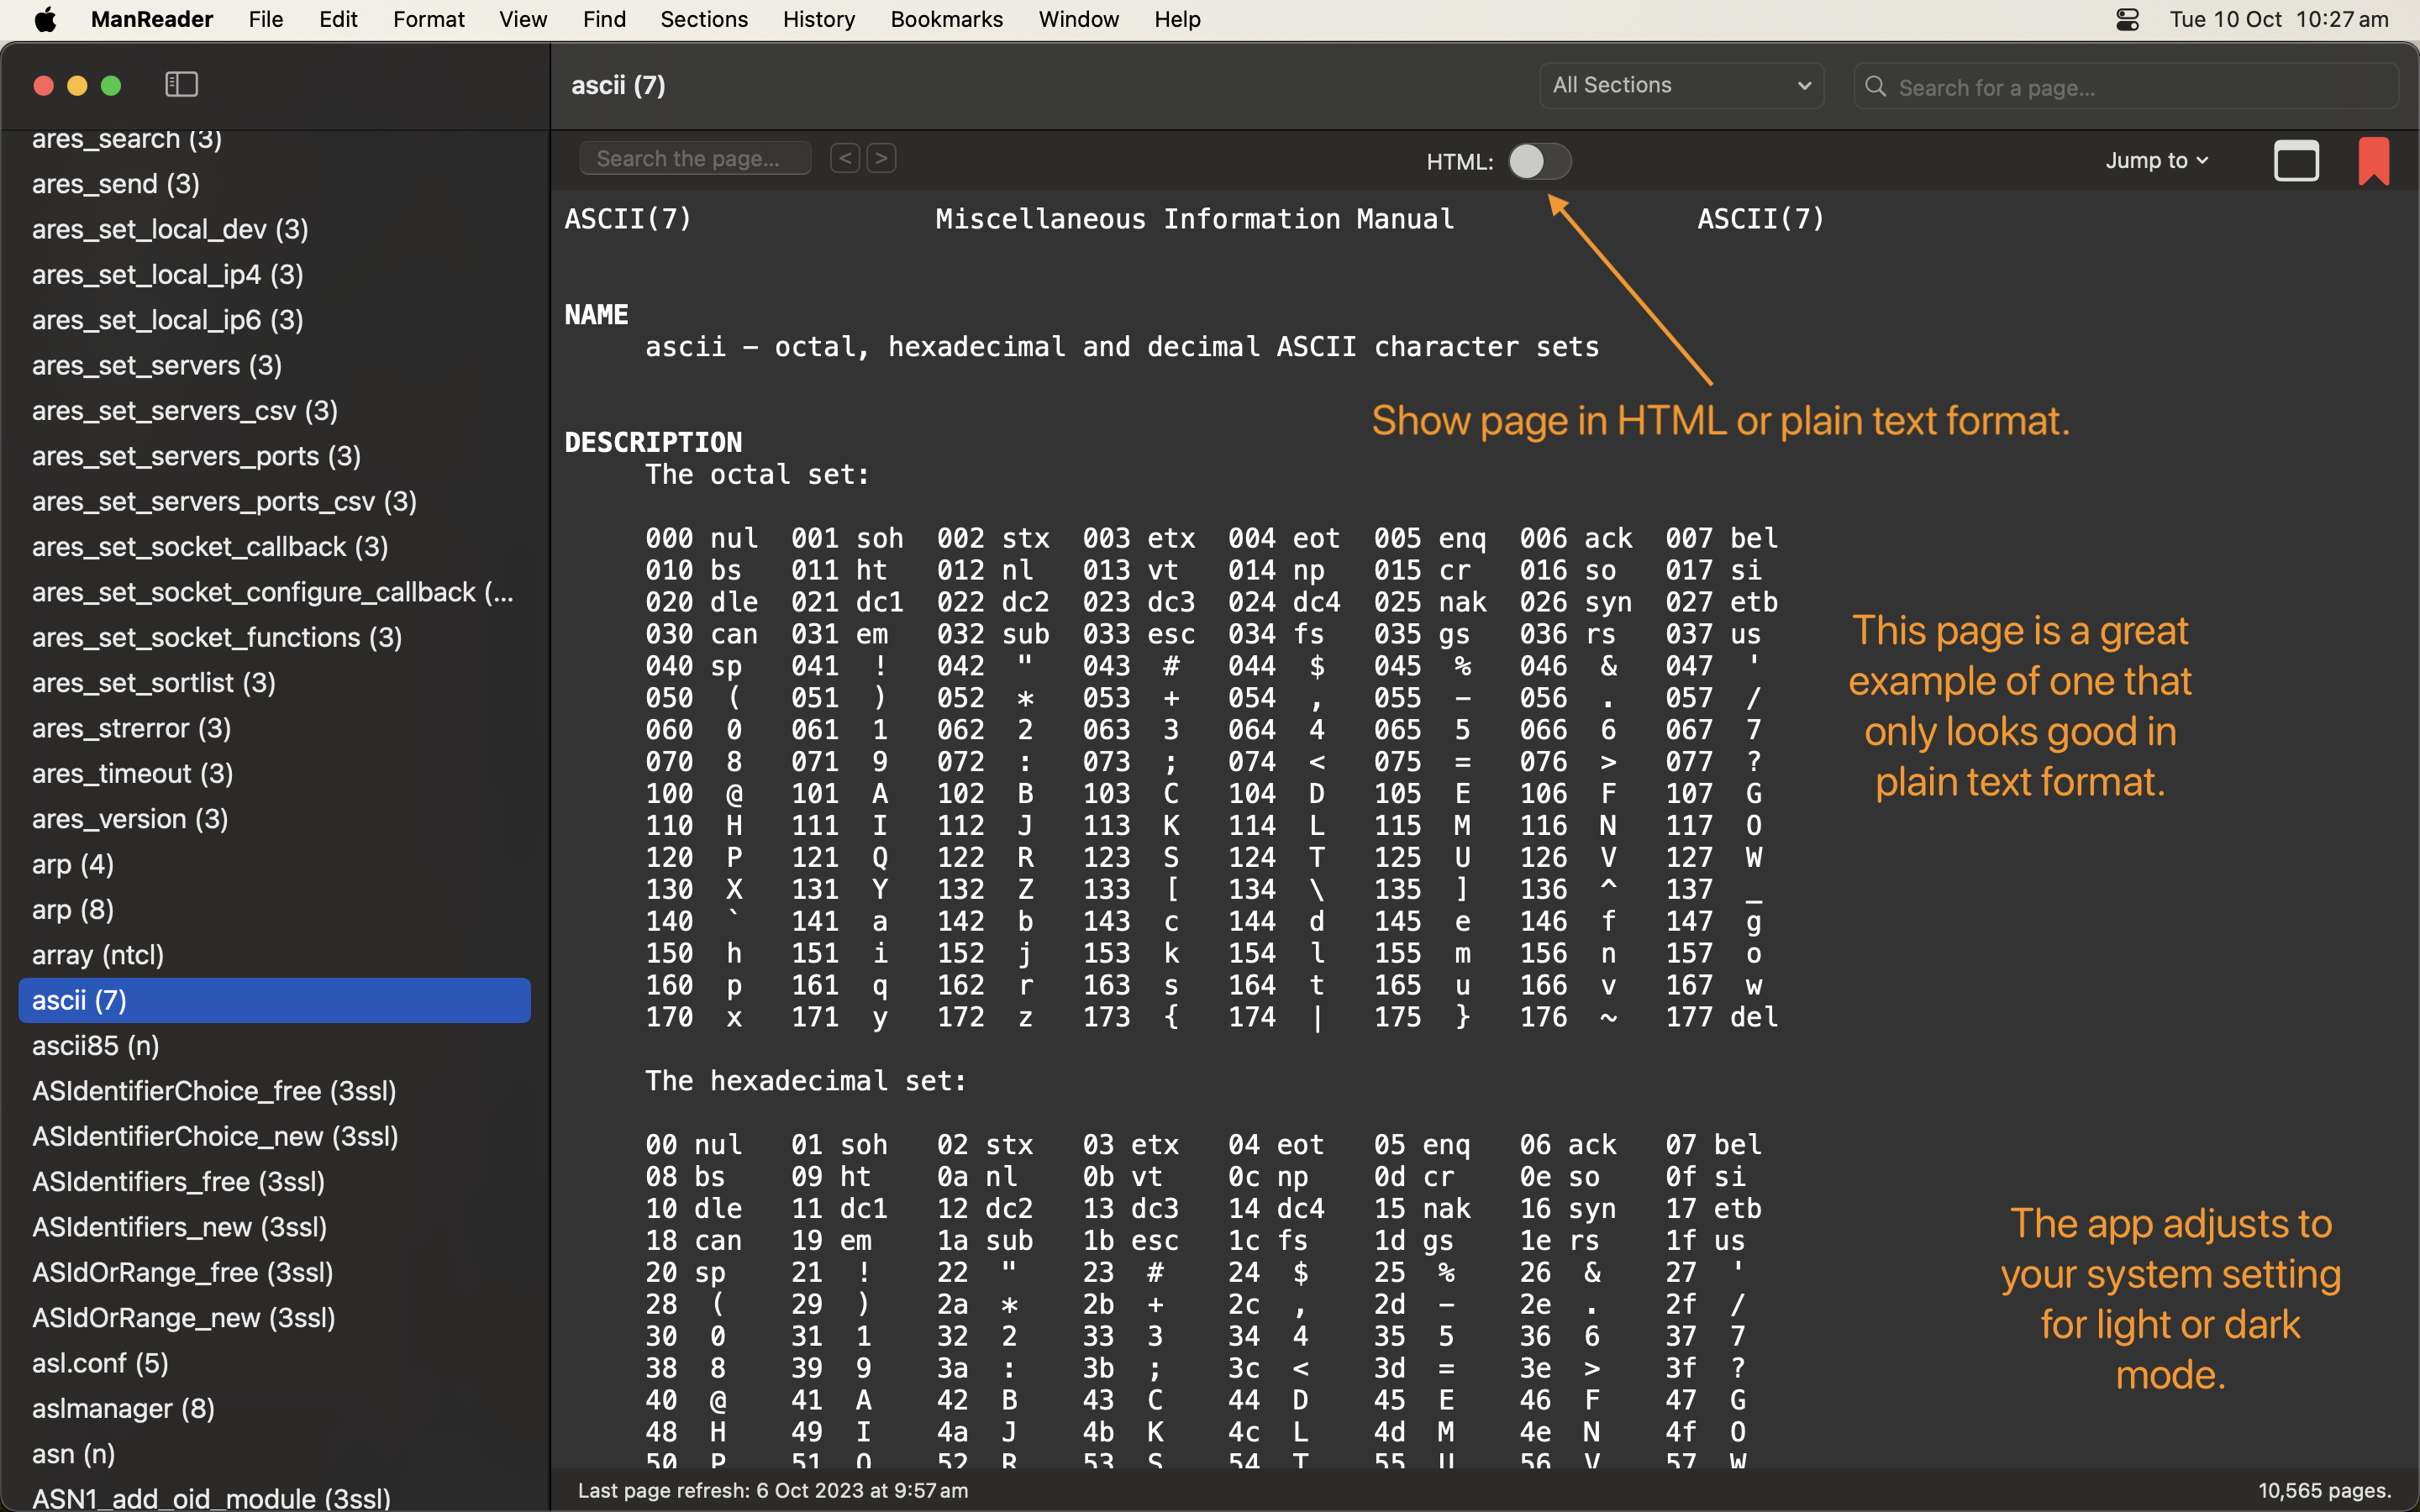 ManReader File Edit Format View Find Sections History Bookmarks Window Help Tue 10 Oct 10:27 am
ascii (7) All Sections Search for a page...
ares_search (3)
ares_send (3)
ares_set_local_dev (3)
ares_set_local_ip4 (3)
ares_set_local_ip6 (3)
ares_set_servers (3)
ares_set_servers_csv (3)
ares_set_servers_ports (3)
ares_set_servers_ports_csv (3)
ares_set_socket_callback (3)
ares_set_socket_configure_callback (...
ares_set_socket_functions (3)
ares_set_sortlist (3)
ares_strerror (3)
ares_timeout (3)
ares_version (3)
arp (4)
arp (8)
array (ntcl)
ascii (7)
ascii85 (n)
ASIdentifierChoice_free (3ssl)
ASIdentifierChoice_new (3ssl)
ASIdentifiers_free (3ssl)
ASIdentifiers_new (3ssl)
ASIdOrRange_free (3ssl)
ASIdOrRange_new (3ssl)
asl.conf (5)
aslmanager (8)
asn (n)
ASN1_add_oid_module (3ssl)
Search the page... < > HTML: Jump to
ASCII(7) Miscellaneous Information Manual ASCII(7)
NAME
ascii – octal, hexadecimal and decimal ASCII character sets
DESCRIPTION
The octal set:
000 nul 001 soh 002 stx 003 etx 004 eot 005 enq 006 ack 007 bel
010 bs 011 ht 012 nl 013 vt 014 np 015 cr 016 so 017 si
020 dle 021 dc1 022 dc2 023 dc3 024 dc4 025 nak 026 syn 027 etb
030 can 031 em 032 sub 033 esc 034 fs 035 gs 036 rs 037 us
040 sp 041 ! 042 " 043 # 044 $ 045 % 046 & 047 '
050 ( 051 ) 052 * 053 + 054 , 055 - 056 . 057 /
060 0 061 1 062 2 063 3 064 4 065 5 066 6 067 7
070 8 071 9 072 : 073 ; 074 < 075 = 076 > 077 ?
100 @ 101 A 102 B 103 C 104 D 105 E 106 F 107 G
110 H 111 I 112 J 113 K 114 L 115 M 116 N 117 O
120 P 121 Q 122 R 123 S 124 T 125 U 126 V 127 W
130 X 131 Y 132 Z 133 [ 134 \ 135 ] 136 ^ 137 _
140 ` 141 a 142 b 143 c 144 d 145 e 146 f 147 g
150 h 151 i 152 j 153 k 154 l 155 m 156 n 157 o
160 p 161 q 162 r 163 s 164 t 165 u 166 v 167 w
170 x 171 y 172 z 173 { 174 | 175 } 176 ~ 177 del
The hexadecimal set:
00 nul 01 soh 02 stx 03 etx 04 eot 05 enq 06 ack 07 bel
08 bs 09 ht 0a nl 0b vt 0c np 0d cr 0e so 0f si
10 dle 11 dc1 12 dc2 13 dc3 14 dc4 15 nak 16 syn 17 etb
18 can 19 em 1a sub 1b esc 1c fs 1d gs 1e rs 1f us
20 sp 21 ! 22 " 23 # 24 $ 25 % 26 & 27 '
28 ( 29 ) 2a * 2b + 2c , 2d - 2e . 2f /
30 0 31 1 32 2 33 3 34 4 35 5 36 6 37 7
38 8 39 9 3a : 3b ; 3c < 3d = 3e > 3f ?
40 @ 41 A 42 B 43 C 44 D 45 E 46 F 47 G
48 H 49 I 4a J 4b K 4c L 4d M 4e N 4f O
50 P 51 Q 52 R 53 S 54 T 55 U 56 V 57 W
Show page in HTML or plain text format.
This page is a great
example of one that
only looks good in
plain text format.
The app adjusts to
your system setting
for light or dark
mode.
Last page refresh: 6 Oct 2023 at 9:57 am 10,565 pages.